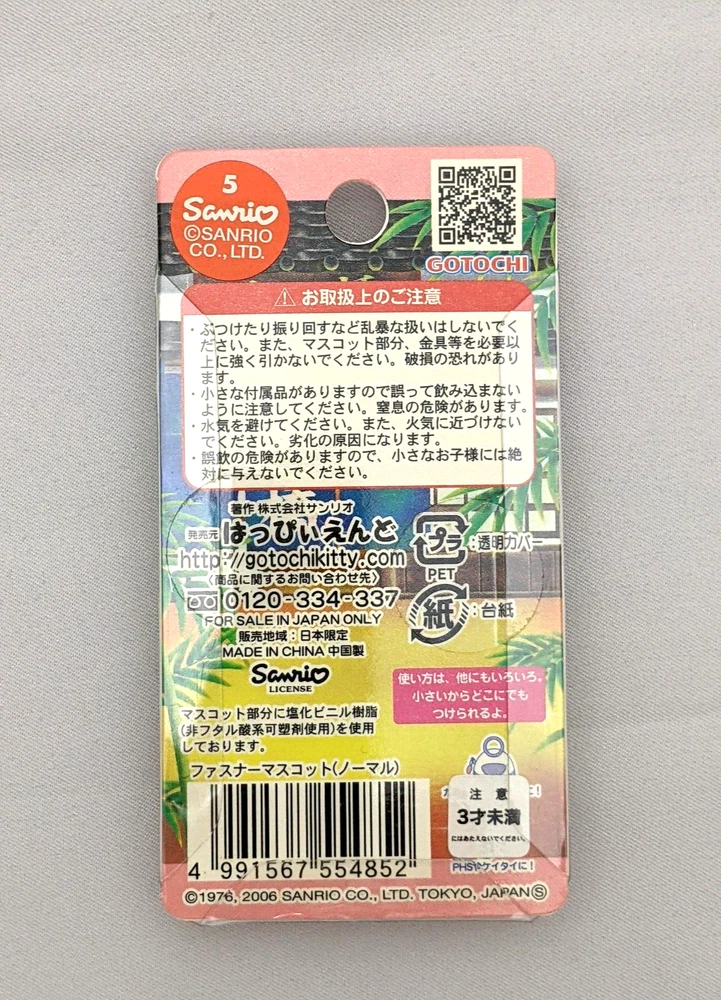 5
Sanrio
©SANRIO
CO., LTD.
GOTOCHI
⚠ お取扱上のご注意
・ぶつけたり振り回すなど乱暴な扱いはしないでく
ださい。また、マスコット部分、金具等を必要以
上に強く引かないでください。破損の恐れがあり
ます。
・小さな付属品がありますので誤って飲み込まない
ように注意してください。窒息の危険があります。
・水気を避けてください。また、火気に近づけない
でください。劣化の原因になります。
・誤飲の危険がありますので、小さなお子様には絶
対に与えないでください。
著作 株式会社サンリオ
発売元 はっぴぃえんど
http://gotochikitty.com
〈商品に関するお問い合わせ先〉
0120-334-337
FOR SALE IN JAPAN ONLY
販売地域：日本限定
MADE IN CHINA 中国製
Sanrio
LICENSE
プラ
：透明カバー
PET
紙
：台紙
使い方は、他にもいろいろ。
小さいからどこにでも
つけられるよ。
マスコット部分に塩化ビニル樹脂
(非フタル酸系可塑剤使用)を使用
しております。
ファスナーマスコット(ノーマル)
4 991567 554852
注 意
3才未満
にはあたえないでください。
PHSやケイタイに！
©1976, 2006 SANRIO CO., LTD. TOKYO, JAPAN Ⓢ